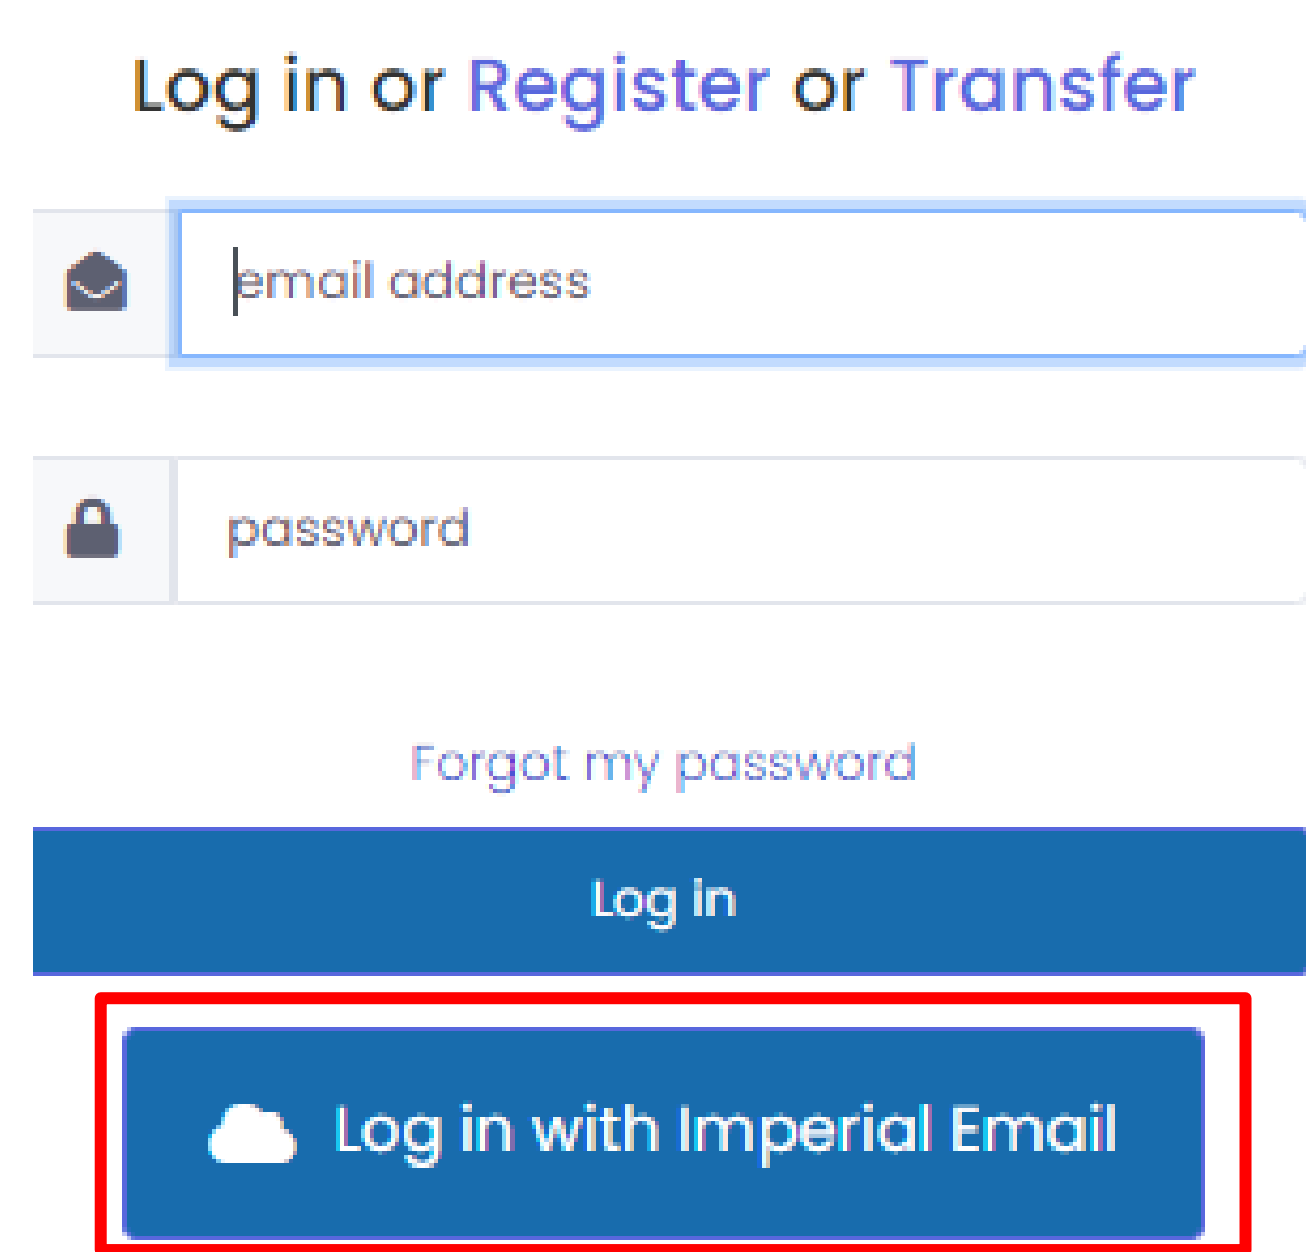 Log in or Register or Transfer
email address
password
Forgot my password
Log in
Log in with Imperial Email